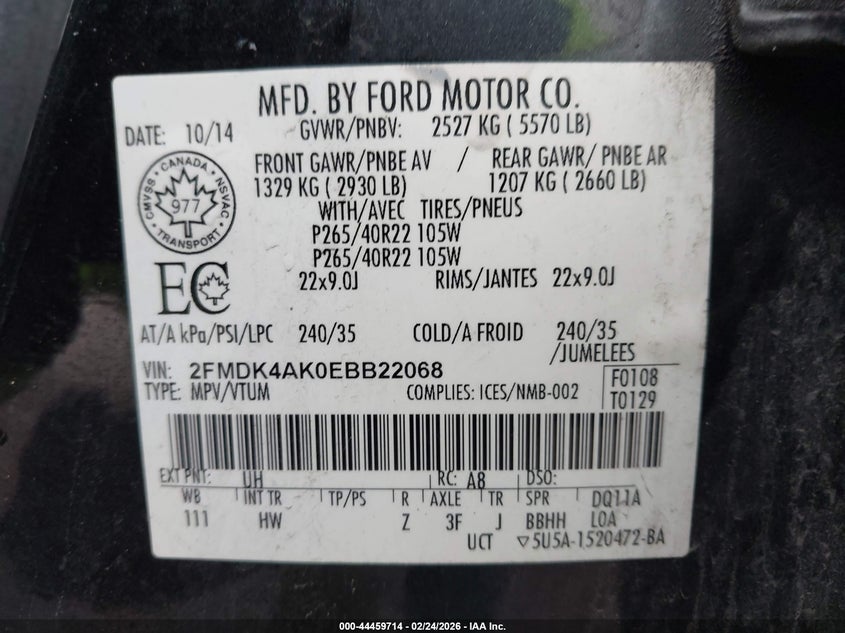 MFD. BY FORD MOTOR CO.
DATE: 10/14 GVWR/PNBV: 2527 KG ( 5570 LB)
FRONT GAWR/PNBE AV / REAR GAWR/ PNBE AR
1329 KG ( 2930 LB) 1207 KG ( 2660 LB)
CANADA
CMVSS NSVAC
977
TRANSPORT
WITH/AVEC TIRES/PNEUS
P265/40R22 105W
P265/40R22 105W
EC
22x9.0J RIMS/JANTES 22x9.0J
AT/A kPa/PSI/LPC 240/35 COLD/A FROID 240/35
/JUMELEES
VIN: 2FMDK4AK0EBB22068
F0108
TYPE: MPV/VTUM COMPLIES: ICES/NMB-002
T0129
EXT PNT: UH RC: A8 DSO:
WB INT TR TP/PS R AXLE TR SPR DQ11A
111 HW Z 3F J BBHH LOA
UCT ▽5U5A-1520472-BA
000-44459714 - 02/24/2026 - IAA Inc.